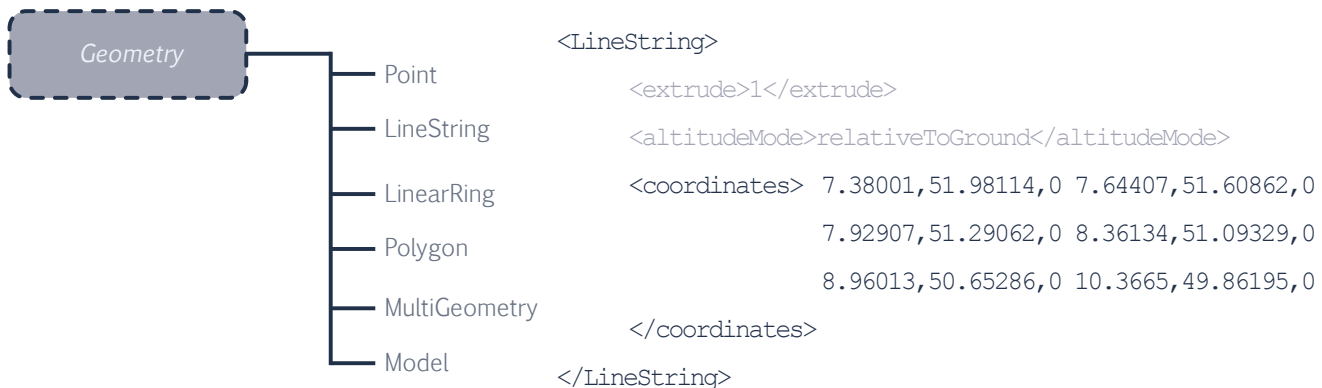 Geometry
Point
LineString
LinearRing
Polygon
MultiGeometry
Model
<LineString>
<extrude>1</extrude>
<altitudeMode>relativeToGround</altitudeMode>
<coordinates> 7.38001,51.98114,0 7.64407,51.60862,0
7.92907,51.29062,0 8.36134,51.09329,0
8.96013,50.65286,0 10.3665,49.86195,0
</coordinates>
</LineString>